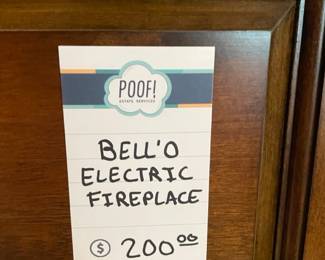 POOF!
ESTATE SERVICES
BELL'O
ELECTRIC
FIREPLACE
$ 200.00